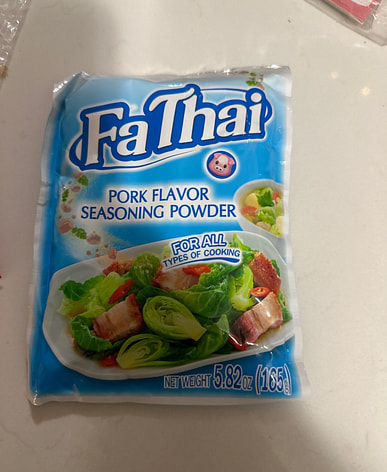 FaThai
PORK FLAVOR
SEASONING POWDER
FOR ALL
TYPES OF COOKING
NET WEIGHT 5.82 OZ (165g)